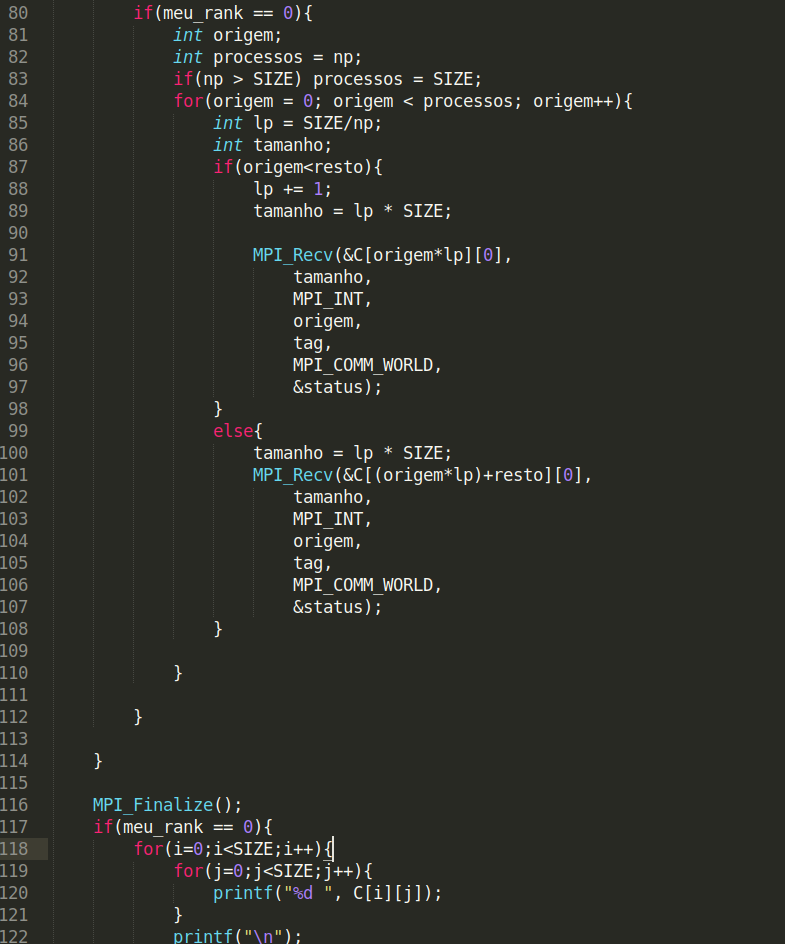 80 if(meu_rank == 0){
81 int origem;
82 int processos = np;
83 if(np > SIZE) processos = SIZE;
84 for(origem = 0; origem < processos; origem++){
85 int lp = SIZE/np;
86 int tamanho;
87 if(origem<resto){
88 lp += 1;
89 tamanho = lp * SIZE;
90
91 MPI_Recv(&C[origem*lp][0],
92 tamanho,
93 MPI_INT,
94 origem,
95 tag,
96 MPI_COMM_WORLD,
97 &status);
98 }
99 else{
100 tamanho = lp * SIZE;
101 MPI_Recv(&C[(origem*lp)+resto][0],
102 tamanho,
103 MPI_INT,
104 origem,
105 tag,
106 MPI_COMM_WORLD,
107 &status);
108 }
109
110 }
111
112 }
113
114 }
115
116 MPI_Finalize();
117 if(meu_rank == 0){
118 for(i=0;i<SIZE;i++){
119 for(j=0;j<SIZE;j++){
120 printf("%d ", C[i][j]);
121 }
122 printf("\n");